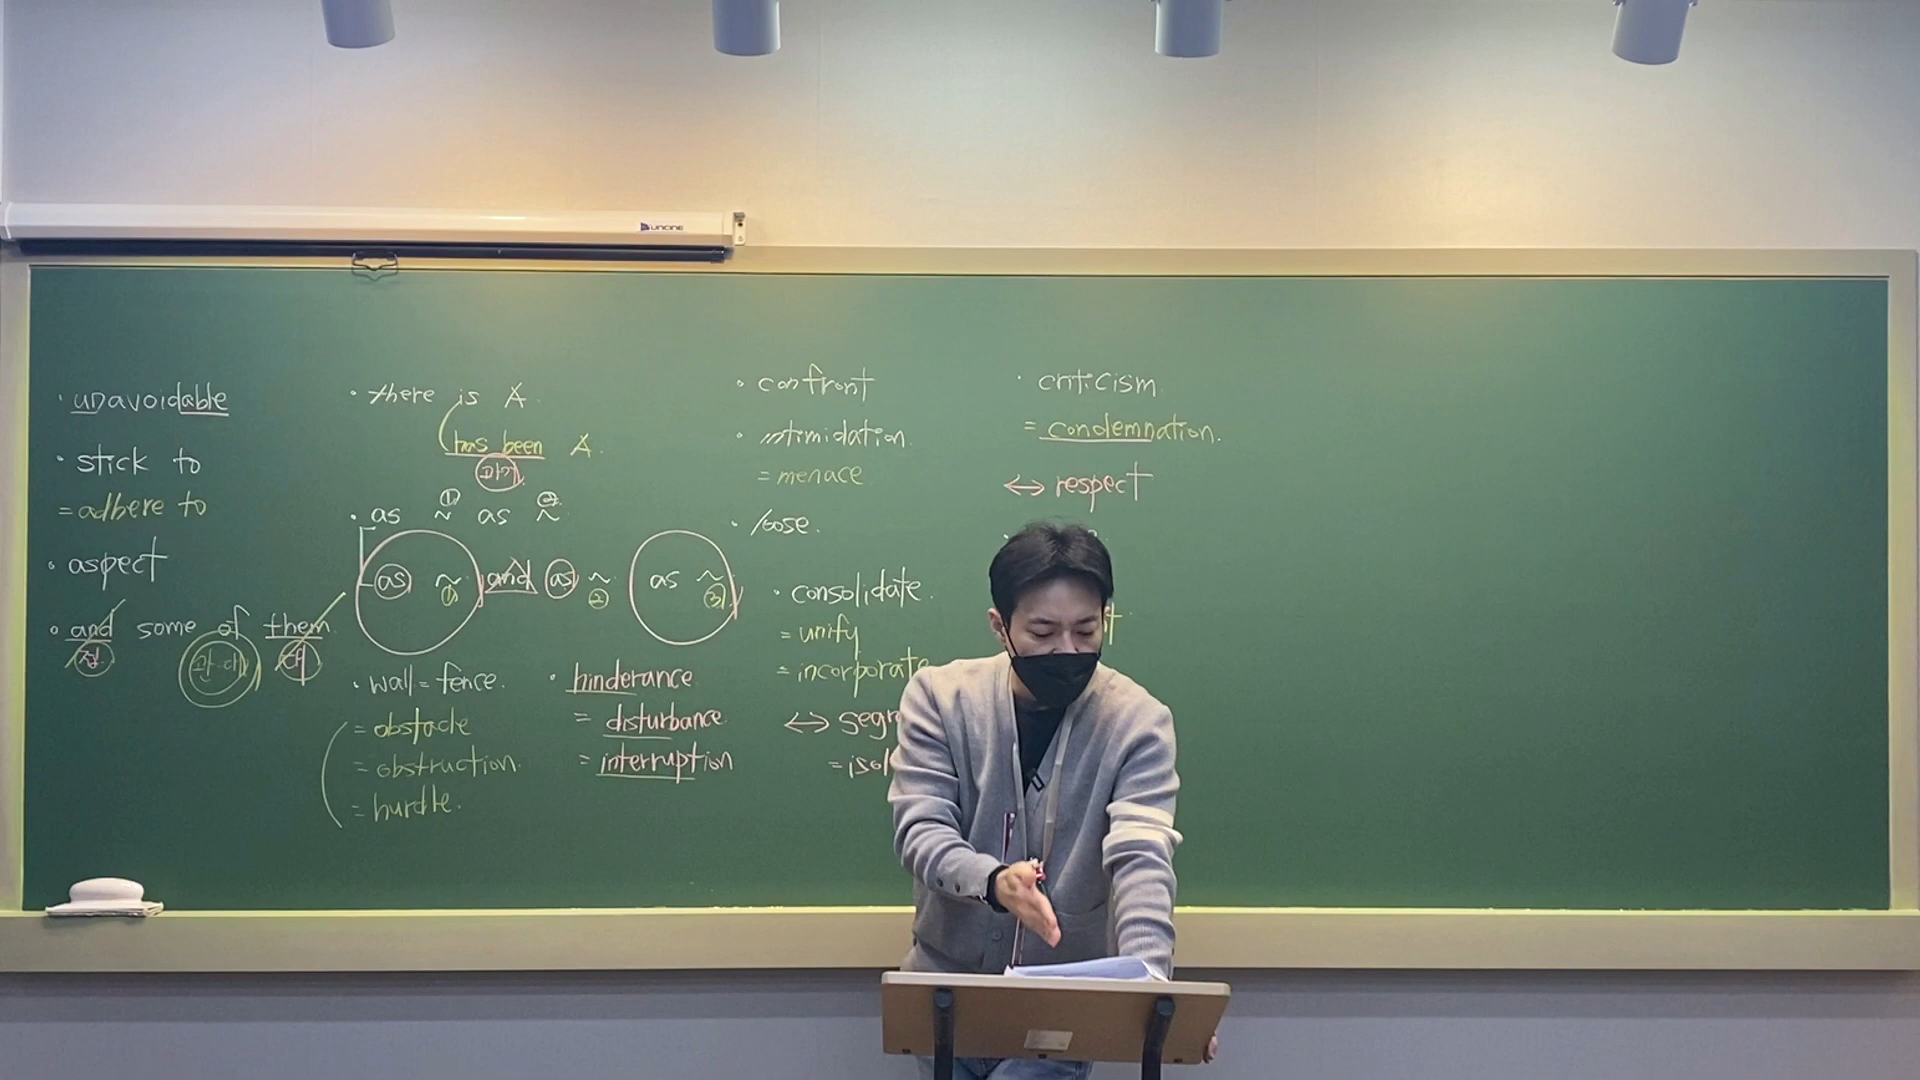 UNCINE
· unavoidable
· stick to
= adhere to
· aspect
· and some of them
접 대
· there is A.
has been A.
과거
· as ~ ① as ~ ②
as ~ ① and as ~ ② as ~ ③
· wall = fence.
= obstacle
= obstruction.
= hurdle.
· hinderance
= disturbance.
= interruption
· confront
· intimidation.
= menace
· lose.
· consolidate.
= unify
= incorporate
↔ segr
= isol
· criticism.
= condemnation.
↔ respect